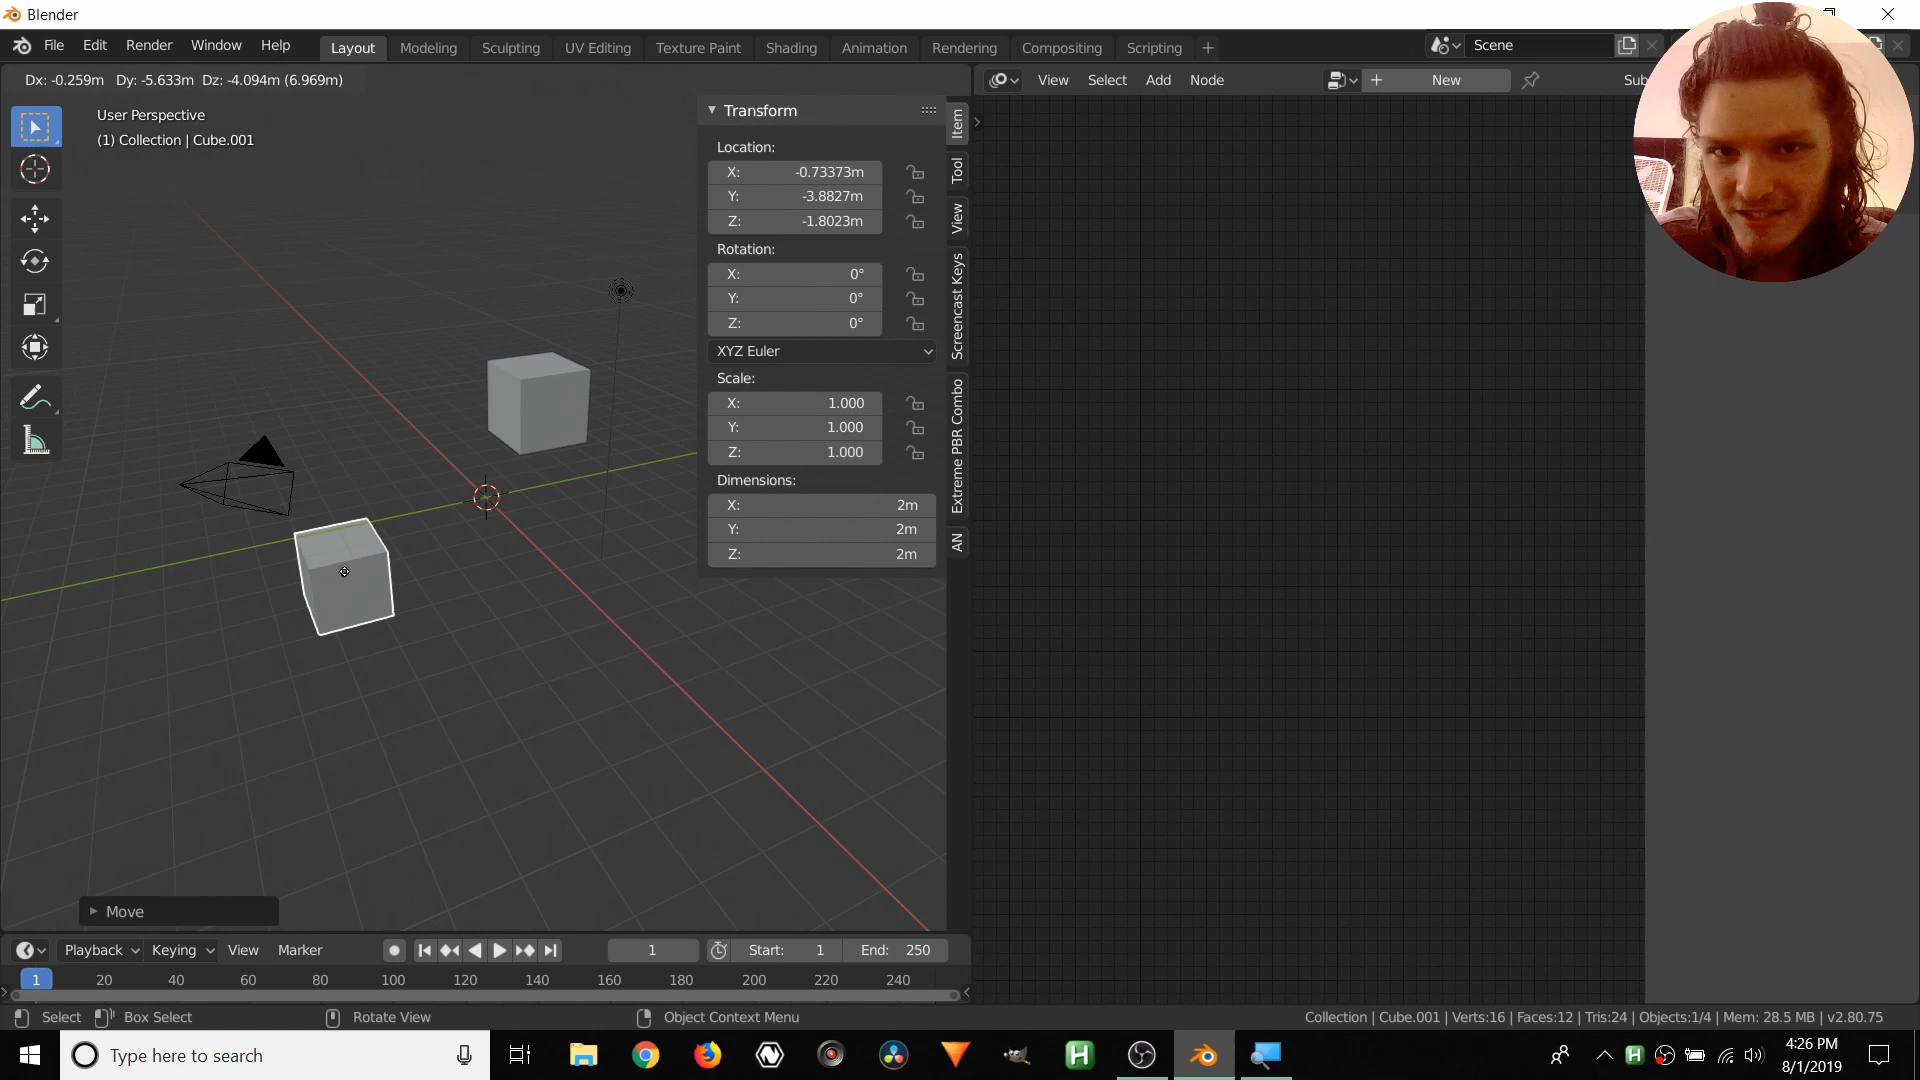 Blender
File Edit Render Window Help
Layout Modeling Sculpting UV Editing Texture Paint Shading Animation Rendering Compositing Scripting
Scene
Dx: -0.259m Dy: -5.633m Dz: -4.094m (6.969m)
View Select Add Node
New
Sub
User Perspective
(1) Collection | Cube.001
Transform
Location:
X: -0.73373m
Y: -3.8827m
Z: -1.8023m
Rotation:
X: 0°
Y: 0°
Z: 0°
XYZ Euler
Scale:
X: 1.000
Y: 1.000
Z: 1.000
Dimensions:
X: 2m
Y: 2m
Z: 2m
Item
Tool
View
Screencast Keys
Extreme PBR Combo
AN
Move
Playback Keying View Marker
1
Start: 1
End: 250
1 20 40 60 80 100 120 140 160 180 200 220 240
Select Box Select Rotate View Object Context Menu
Collection | Cube.001 | Verts:16 | Faces:12 | Tris:24 | Objects:1/4 | Mem: 28.5 MB | v2.80.75
Type here to search
H
H
4:26 PM
8/1/2019